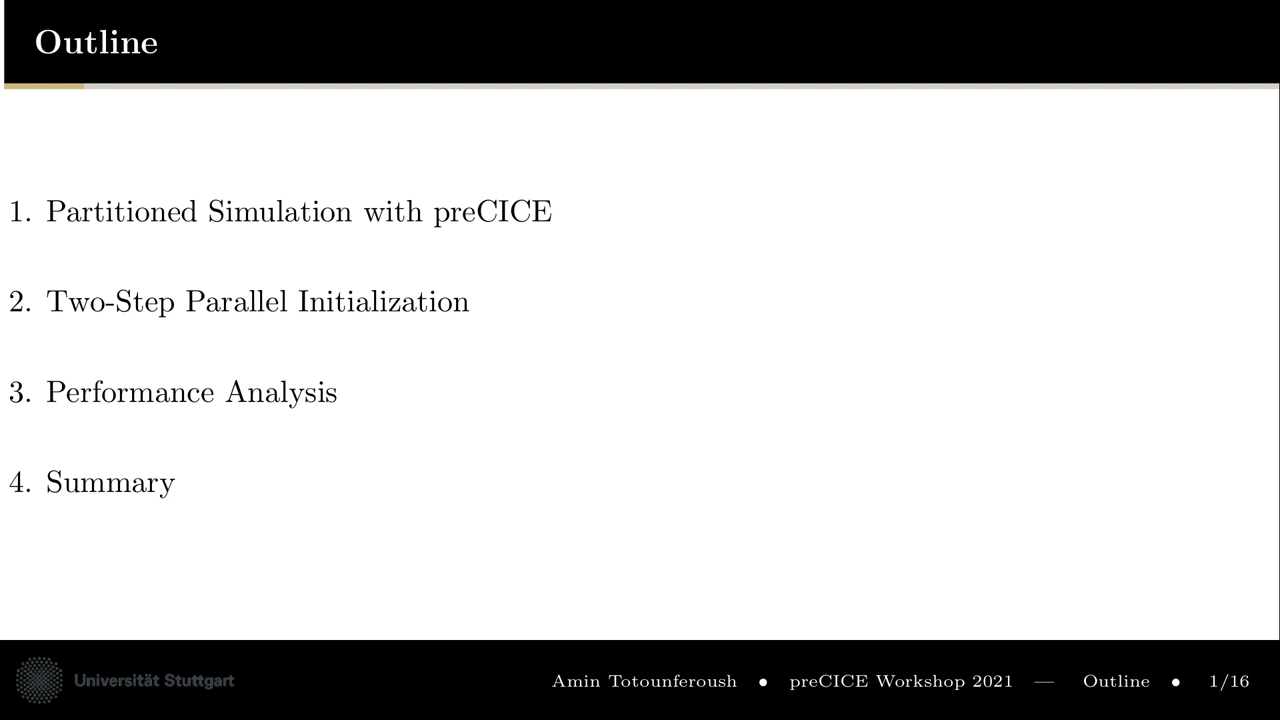 Outline
1. Partitioned Simulation with preCICE
2. Two-Step Parallel Initialization
3. Performance Analysis
4. Summary
Universität Stuttgart
Amin Totounferoush • preCICE Workshop 2021 — Outline • 1/16